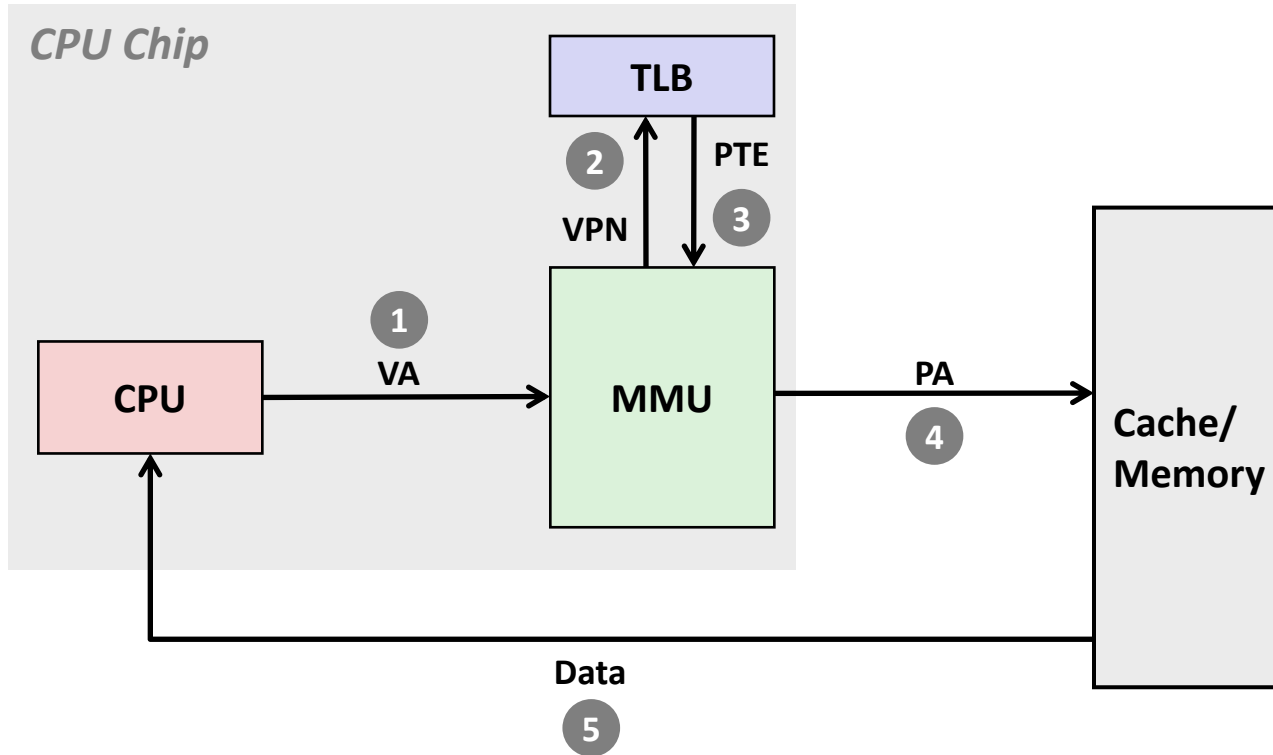 CPU Chip
TLB
2
PTE
VPN
3
1
VA
CPU
MMU
PA
4
Cache/
Memory
Data
5